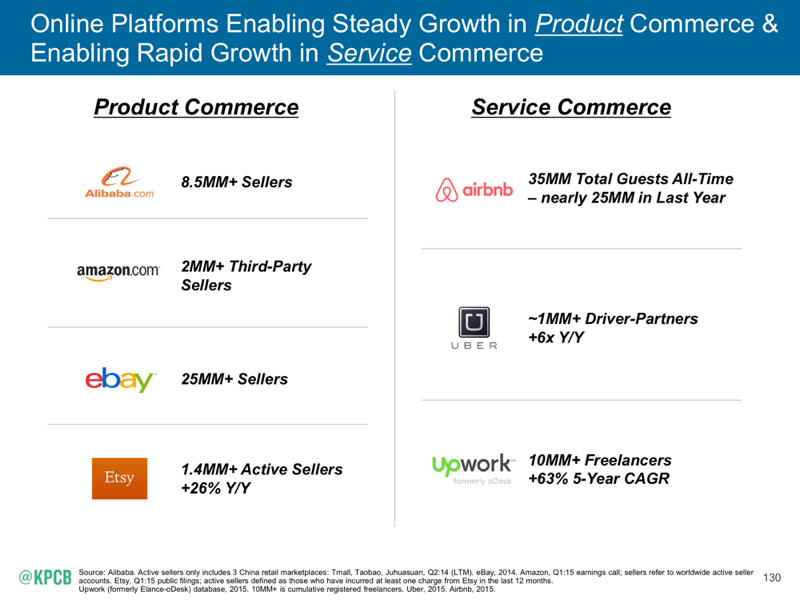 Online Platforms Enabling Steady Growth in Product Commerce &
Enabling Rapid Growth in Service Commerce
Product Commerce
Alibaba.com
8.5MM+ Sellers
amazon.com
2MM+ Third-Party
Sellers
ebay
25MM+ Sellers
Etsy
1.4MM+ Active Sellers
+26% Y/Y
Service Commerce
airbnb
35MM Total Guests All-Time
– nearly 25MM in Last Year
UBER
~1MM+ Driver-Partners
+6x Y/Y
upwork™
formerly oDesk
10MM+ Freelancers
+63% 5-Year CAGR
@KPCB
Source: Alibaba. Active sellers only includes 3 China retail marketplaces: Tmall, Taobao, Juhuasuan, Q2:14 (LTM). eBay, 2014. Amazon, Q1:15 earnings call; sellers refer to worldwide active seller
accounts. Etsy, Q1:15 public filings; active sellers defined as those who have incurred at least one charge from Etsy in the last 12 months.
Upwork (formerly Elance-oDesk) database, 2015. 10MM+ is cumulative registered freelancers. Uber, 2015. Airbnb, 2015.
130